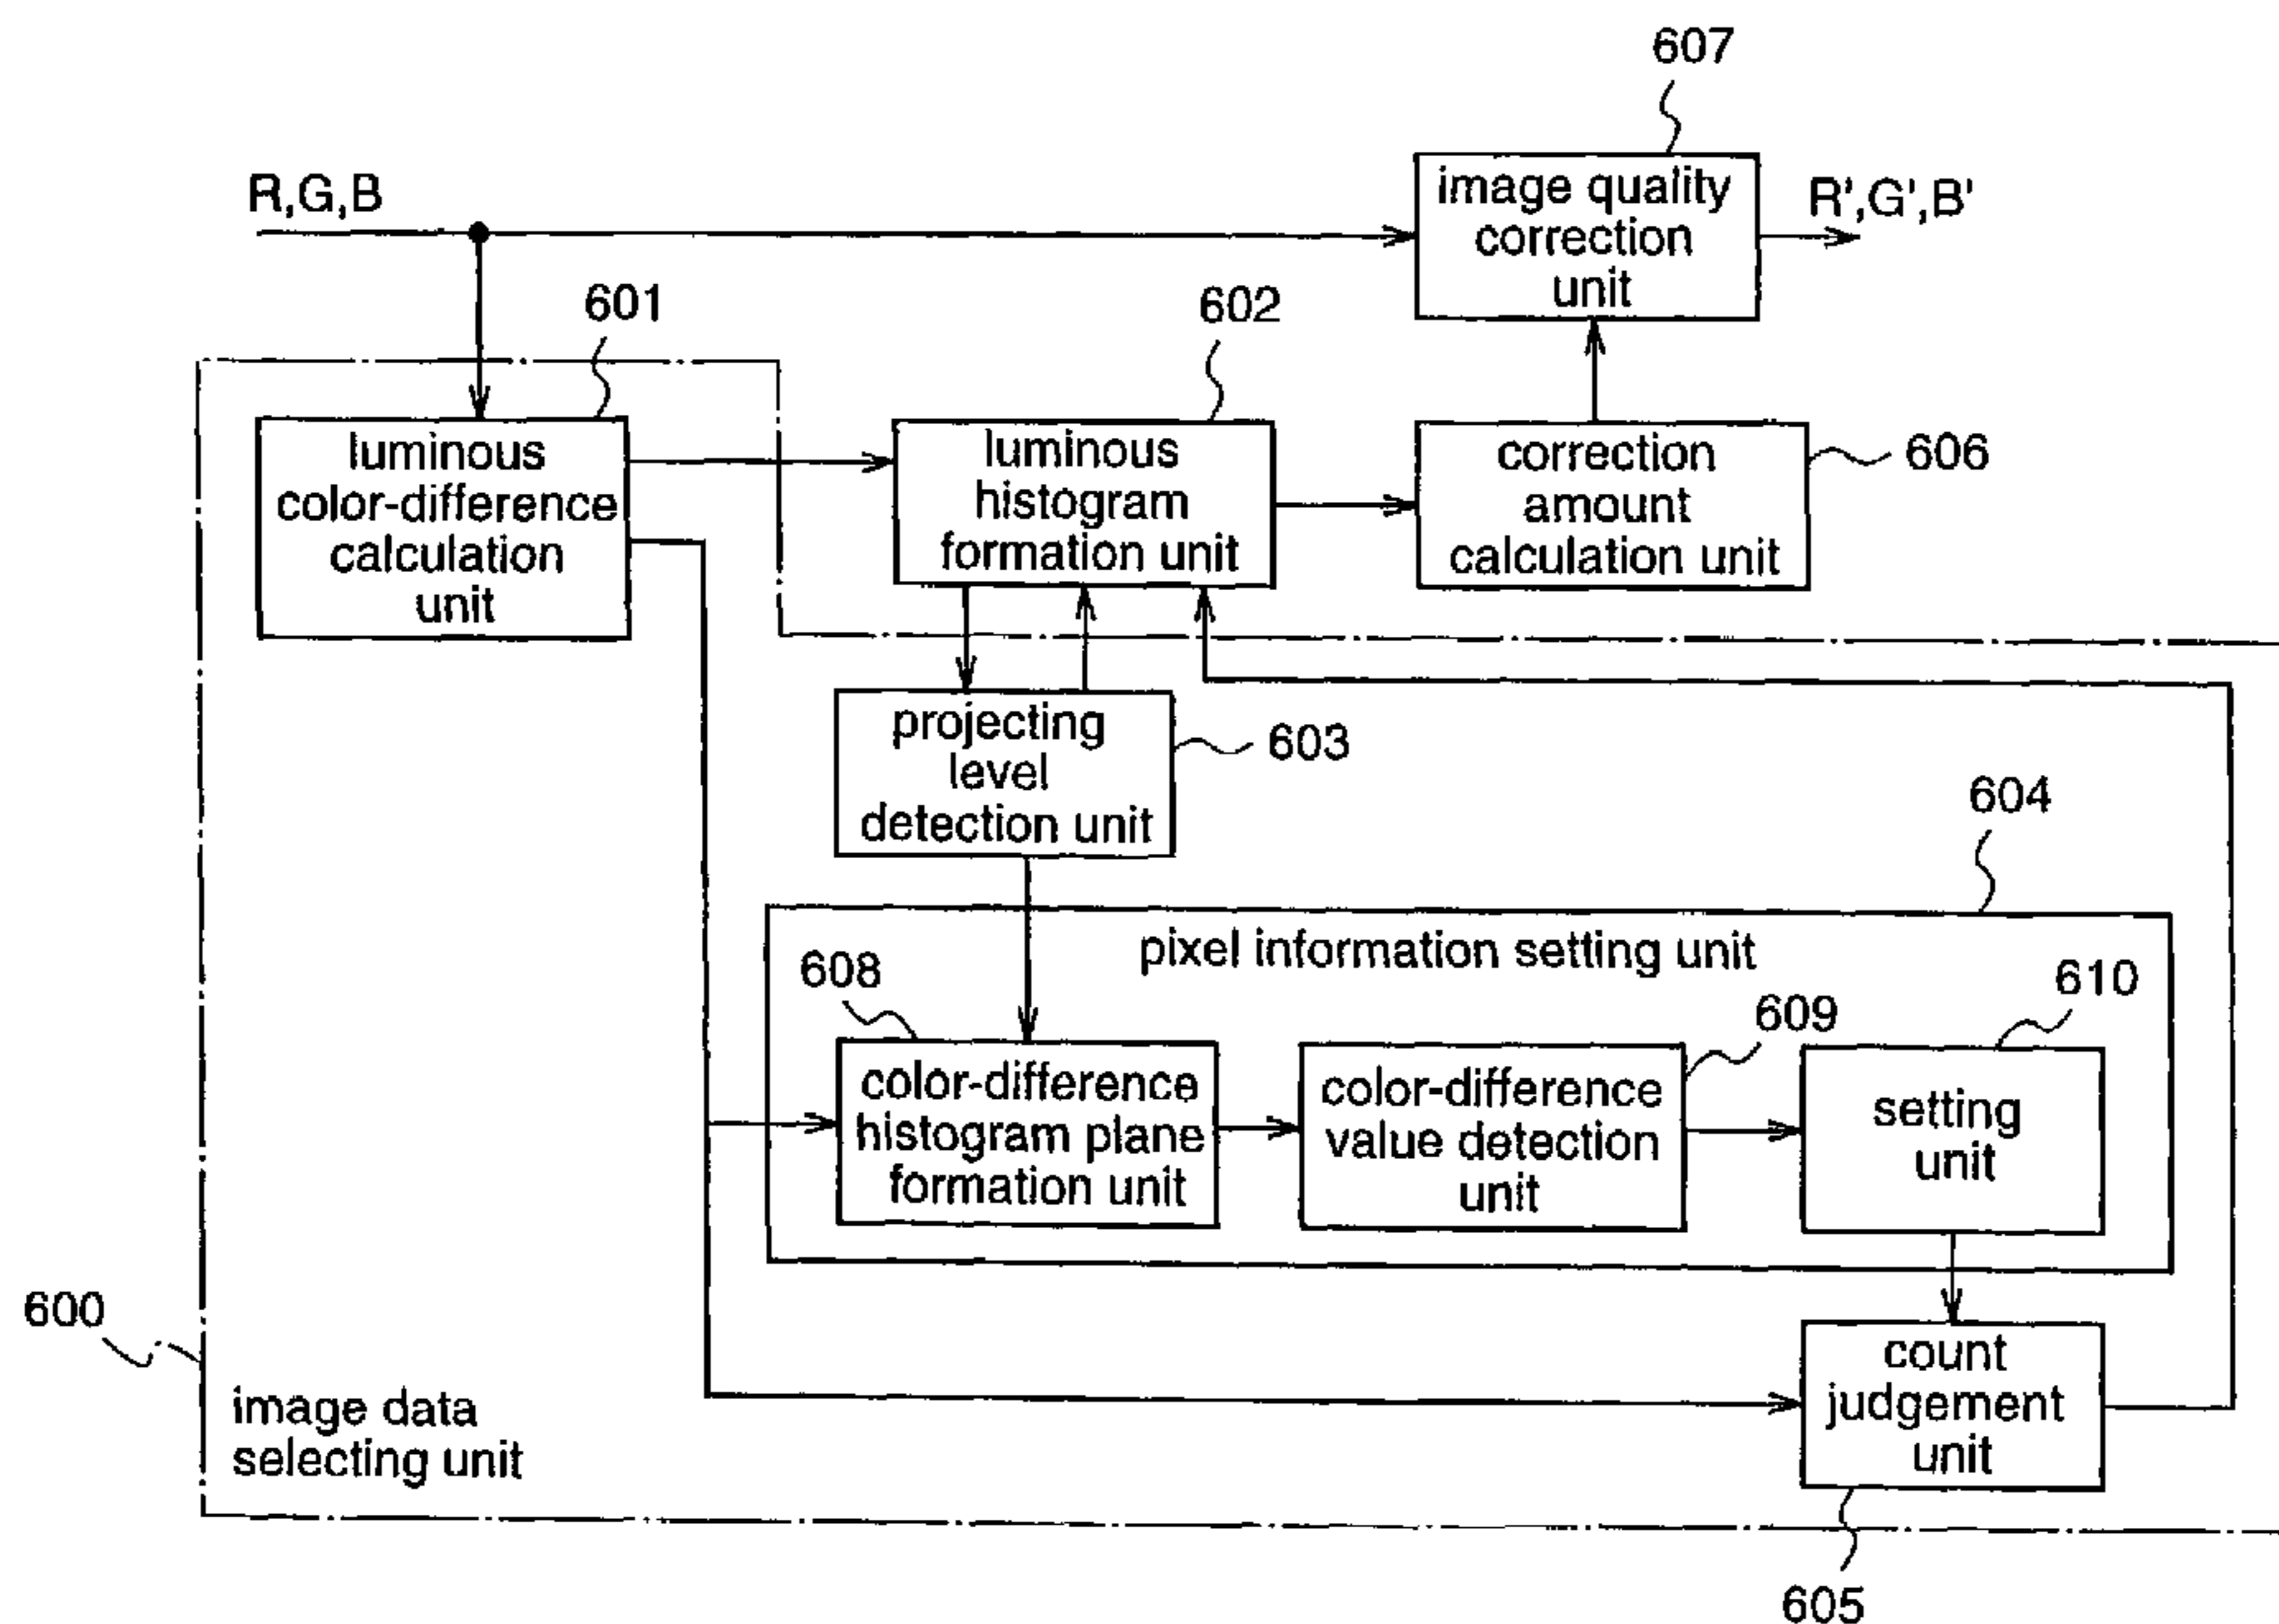 607
R,G,B
image quality
correction
unit
R',G',B'
601
602
luminous
color-difference
calculation
unit
luminous
histogram
formation unit
correction
amount
calculation unit
606
projecting
level
detection unit
603
604
pixel information setting unit
608
609
610
color-difference
histogram plane
formation unit
color-difference
value detection
unit
setting
unit
600
image data
selecting unit
count
judgement
unit
605